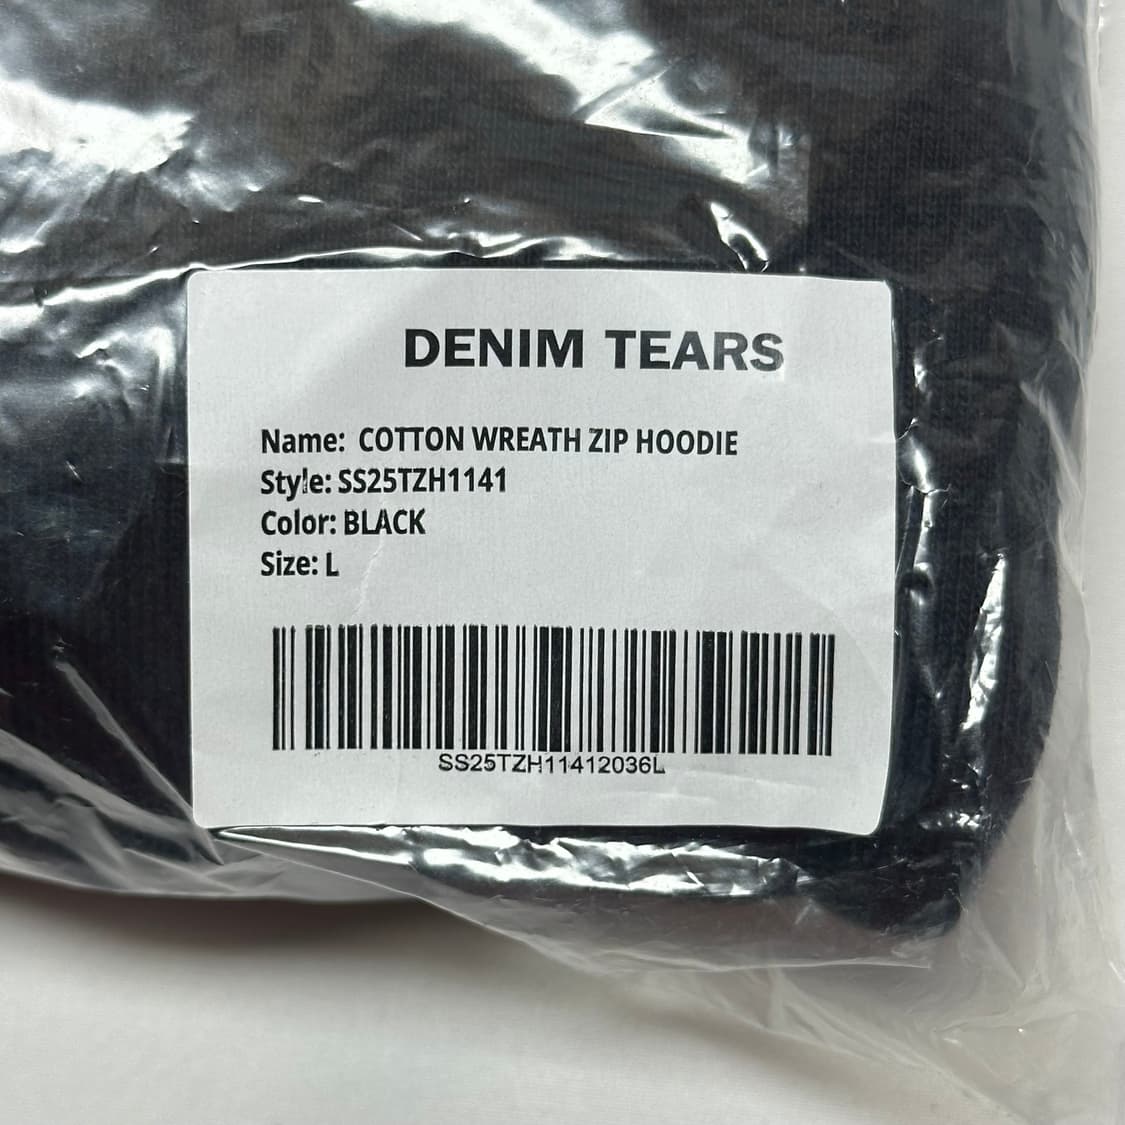 DENIM TEARS
Name: COTTON WREATH ZIP HOODIE
Style: SS25TZH1141
Color: BLACK
Size: L
SS25TZH11412036L